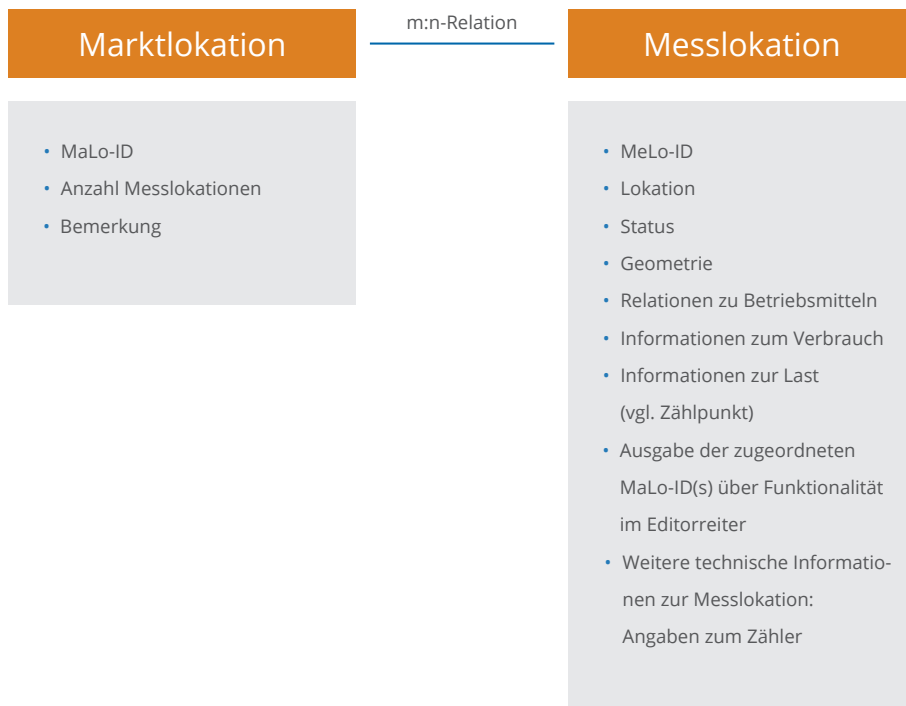 Marktlokation
m:n-Relation
Messlokation
• MaLo-ID
• Anzahl Messlokationen
• Bemerkung
• MeLo-ID
• Lokation
• Status
• Geometrie
• Relationen zu Betriebsmitteln
• Informationen zum Verbrauch
• Informationen zur Last
(vgl. Zählpunkt)
• Ausgabe der zugeordneten
MaLo-ID(s) über Funktionalität
im Editorreiter
• Weitere technische Informatio-
nen zur Messlokation:
Angaben zum Zähler